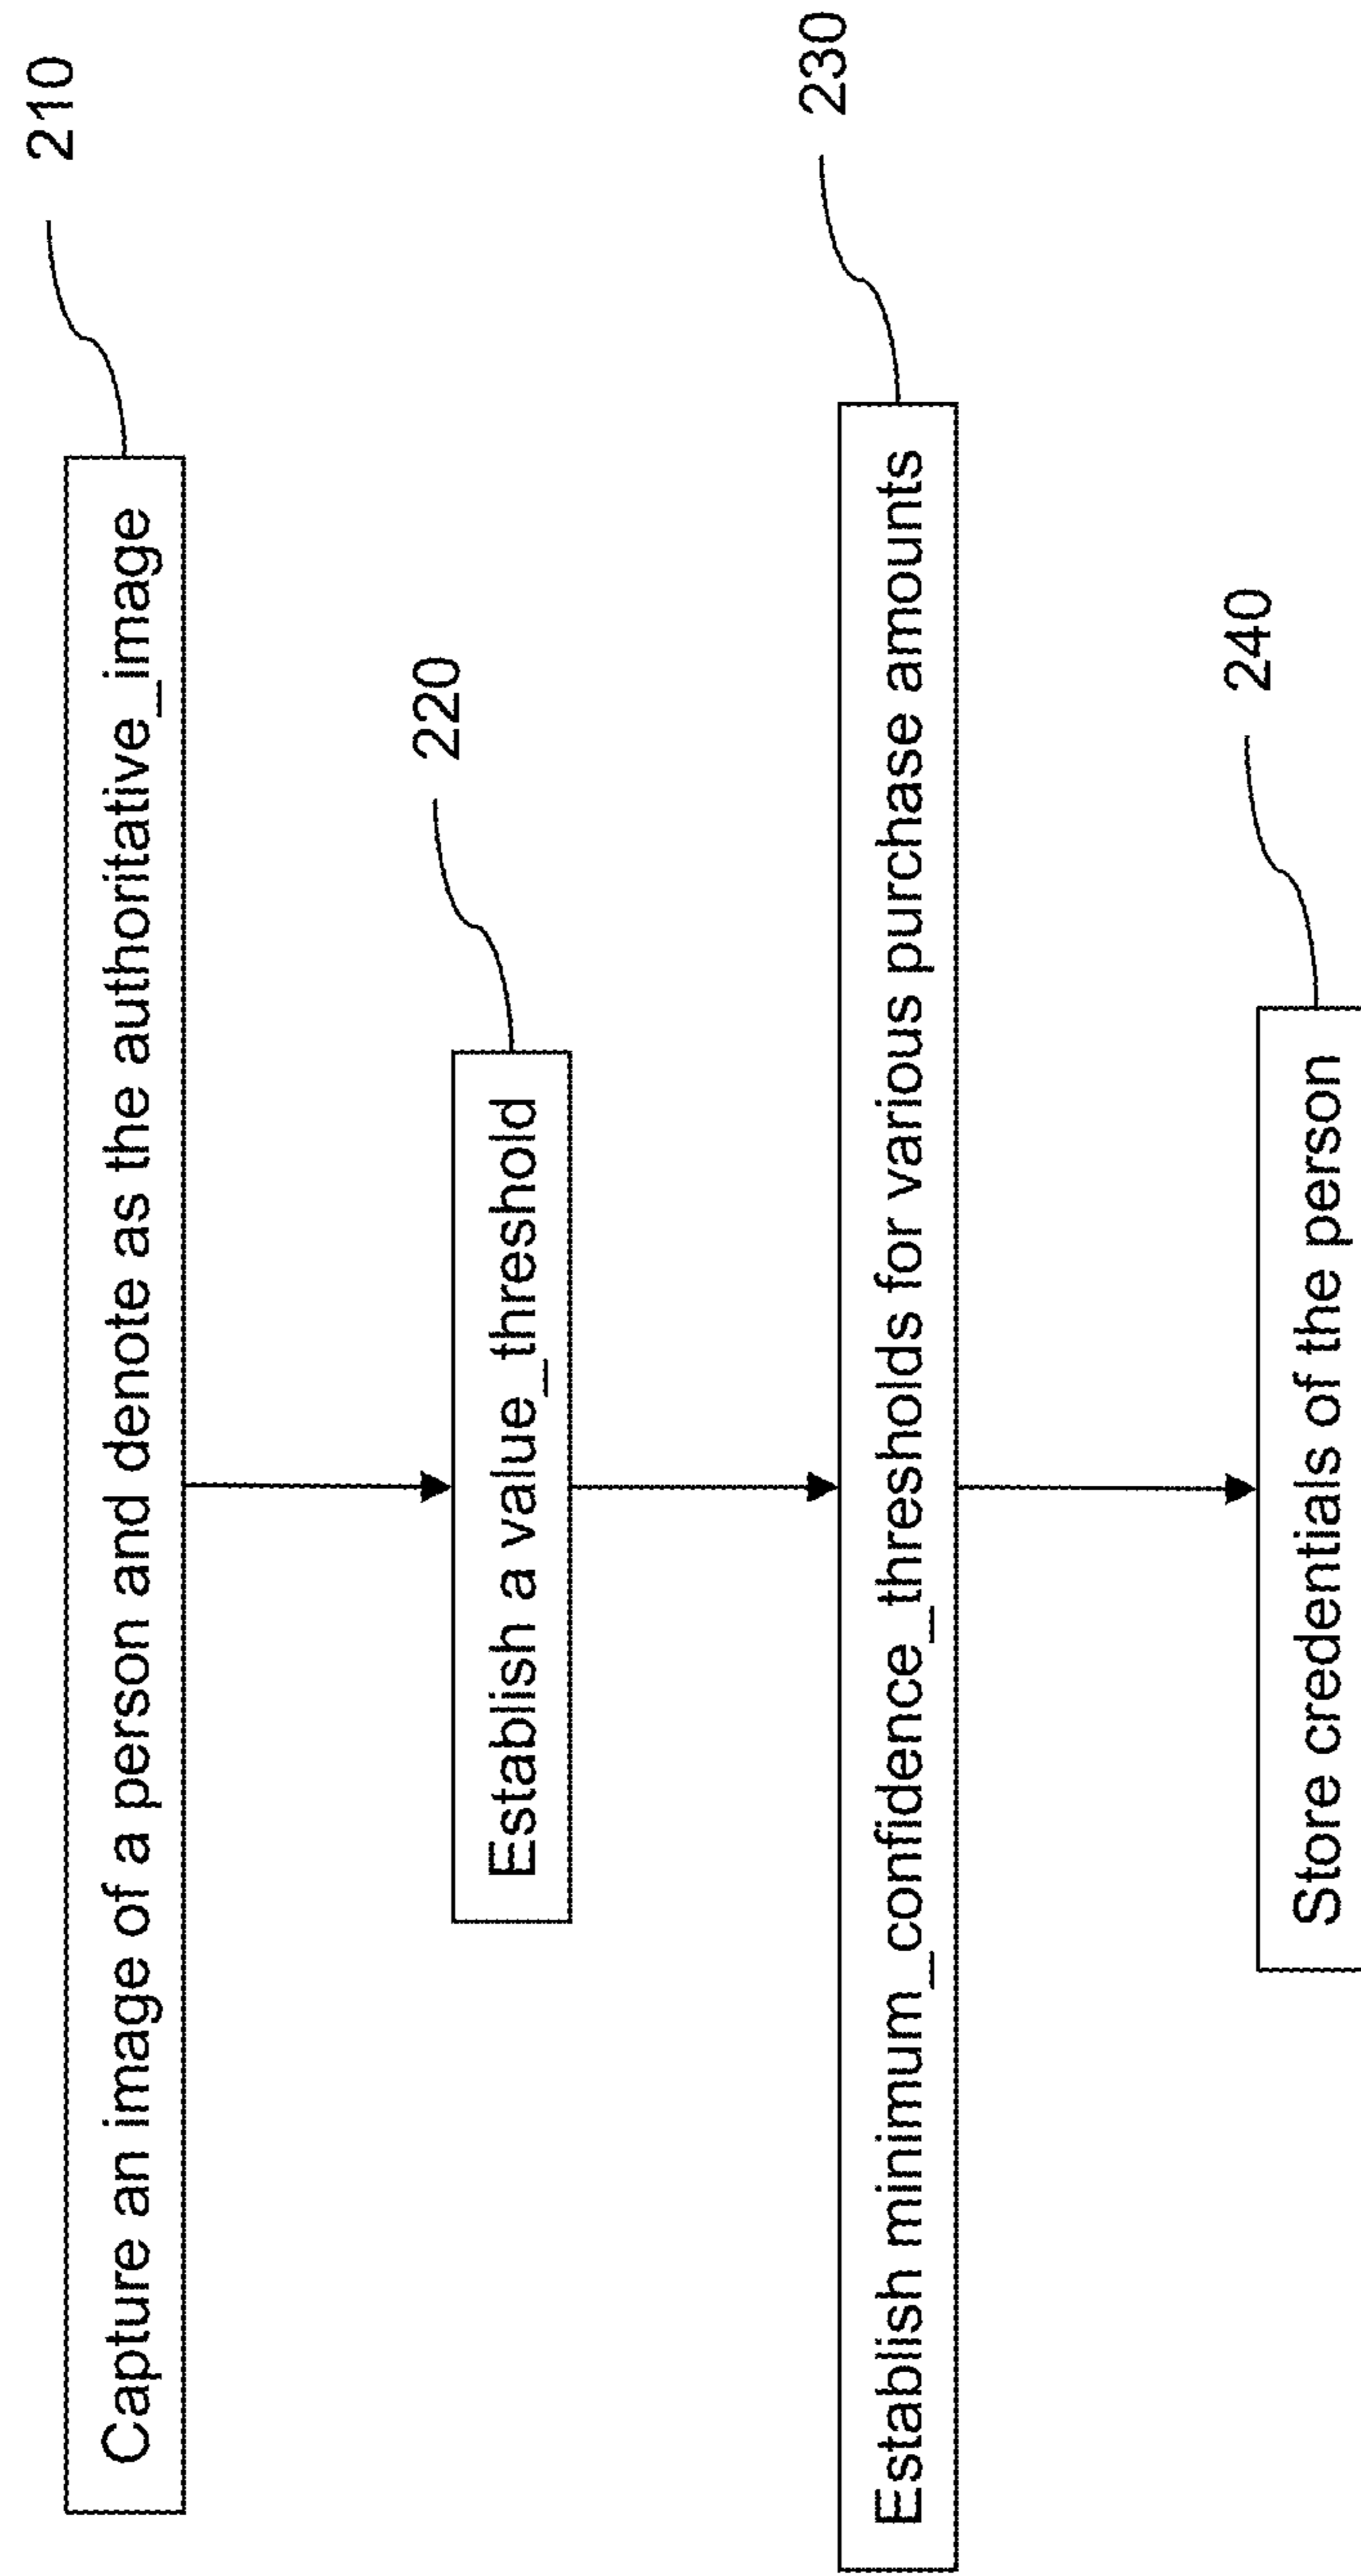 210
Capture an image of a person and denote as the authoritative_image
220
Establish a value_threshold
230
Establish minimum_confidence_thresholds for various purchase amounts
240
Store credentials of the person